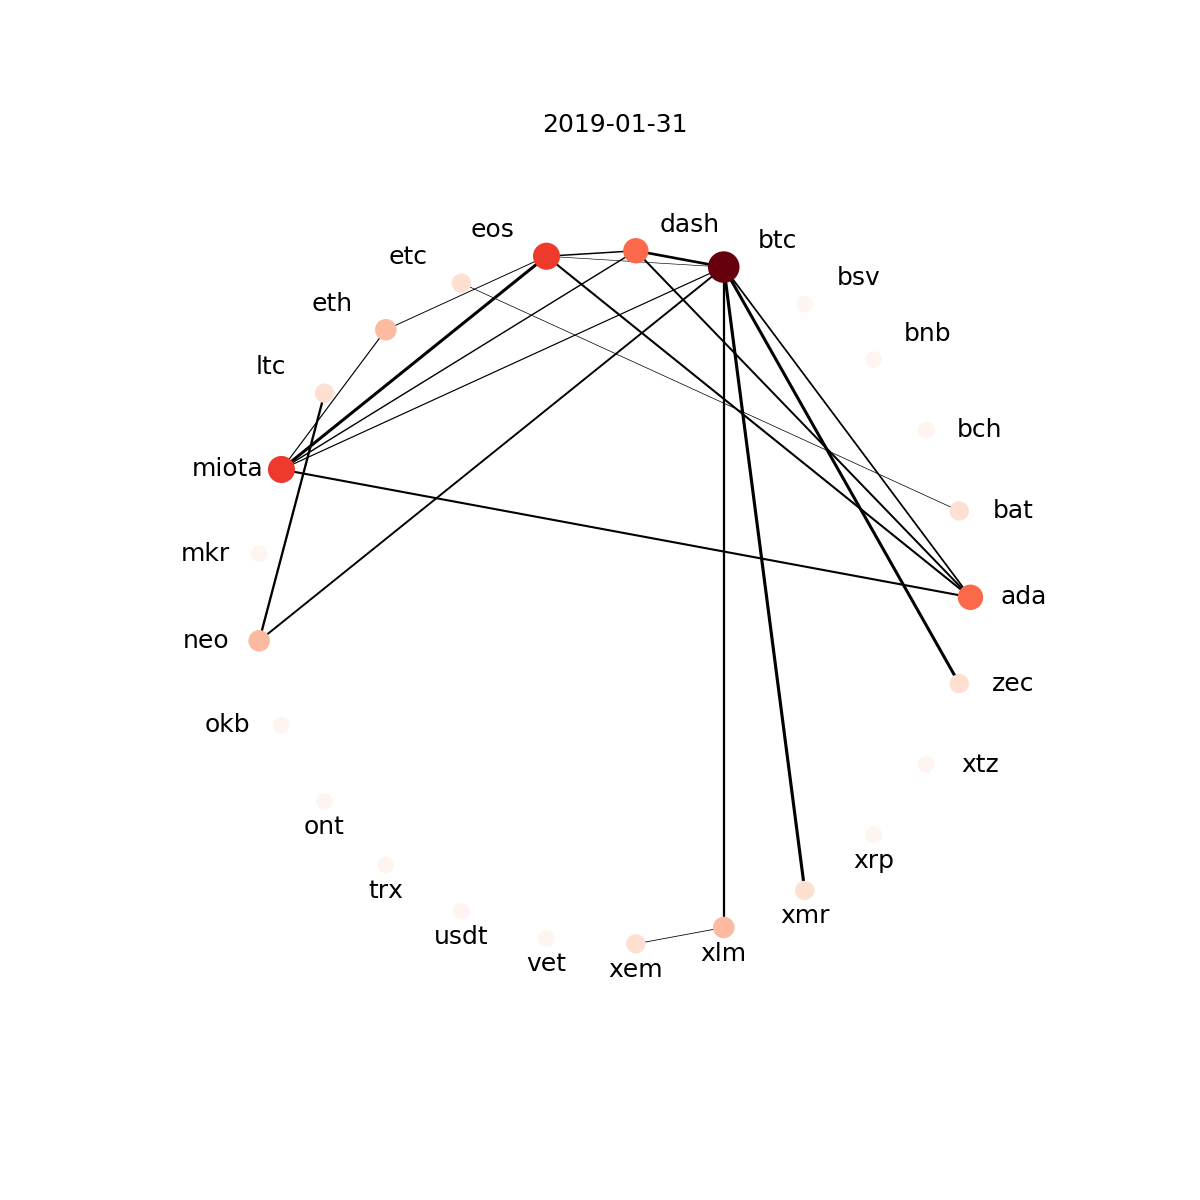 2019-01-31
dash
eos
btc
etc
bsv
eth
bnb
ltc
bch
miota
bat
mkr
ada
neo
zec
okb
xtz
ont
xrp
trx
xmr
usdt
xlm
vet
xem